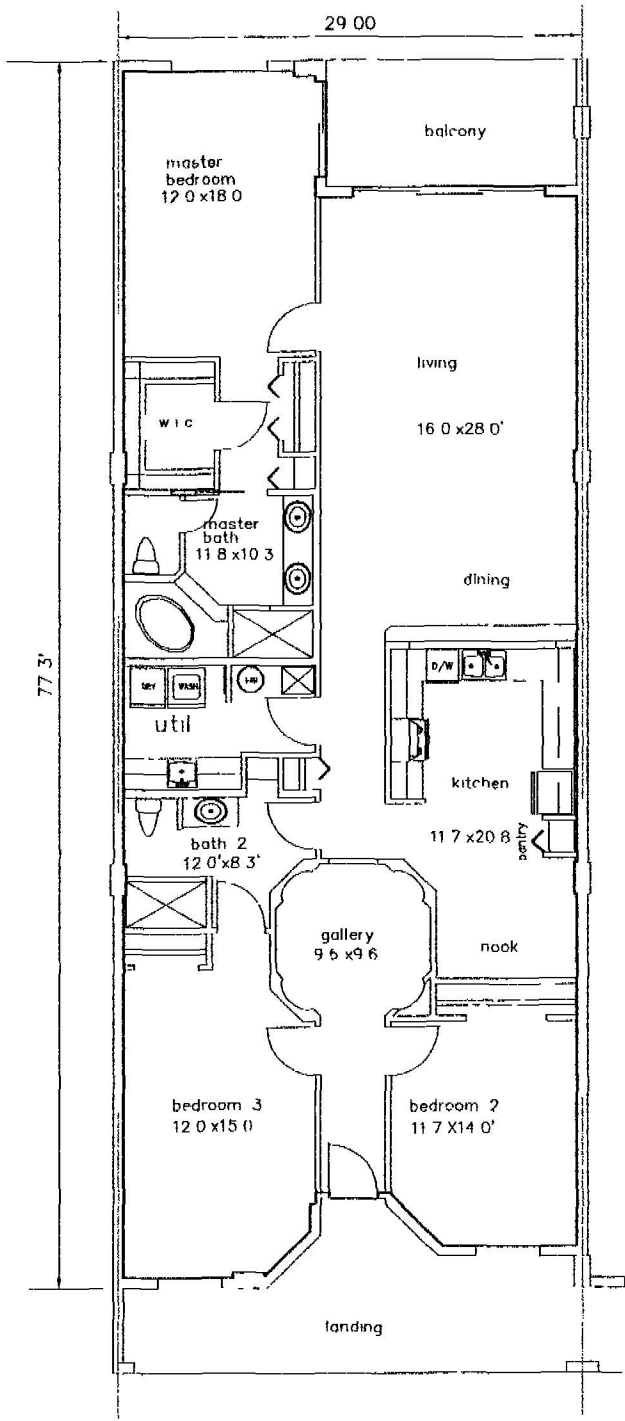 29 00
balcony
master
bedroom
12 0 x18 0
living
16 0 x28 0'
W I C
master
bath
11 8 x10 3
dining
77 3'
D/W
DRY
WASH
util
kitchen
11 7 x20 8
pantry
bath 2
12 0'x8 3'
gallery
9 6 x9 6
nook
bedroom 3
12 0 x15 0
bedroom 2
11 7 X14 0'
landing